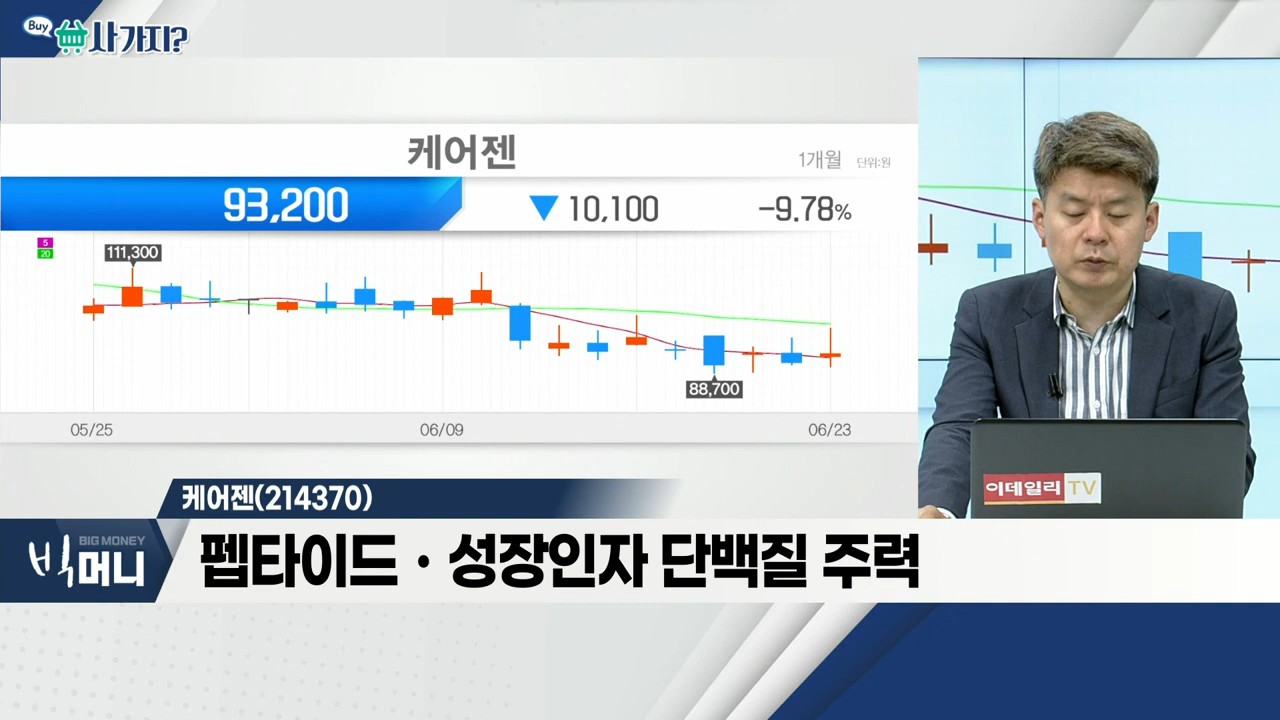 Buy
사가지?
케어젠
1개월 단위:원
93,200 ▼ 10,100 -9.78%
5
20
111,300
88,700
05/25 06/09 06/23
이데일리 TV
케어젠(214370)
BIG MONEY
빅머니
펩타이드·성장인자 단백질 주력